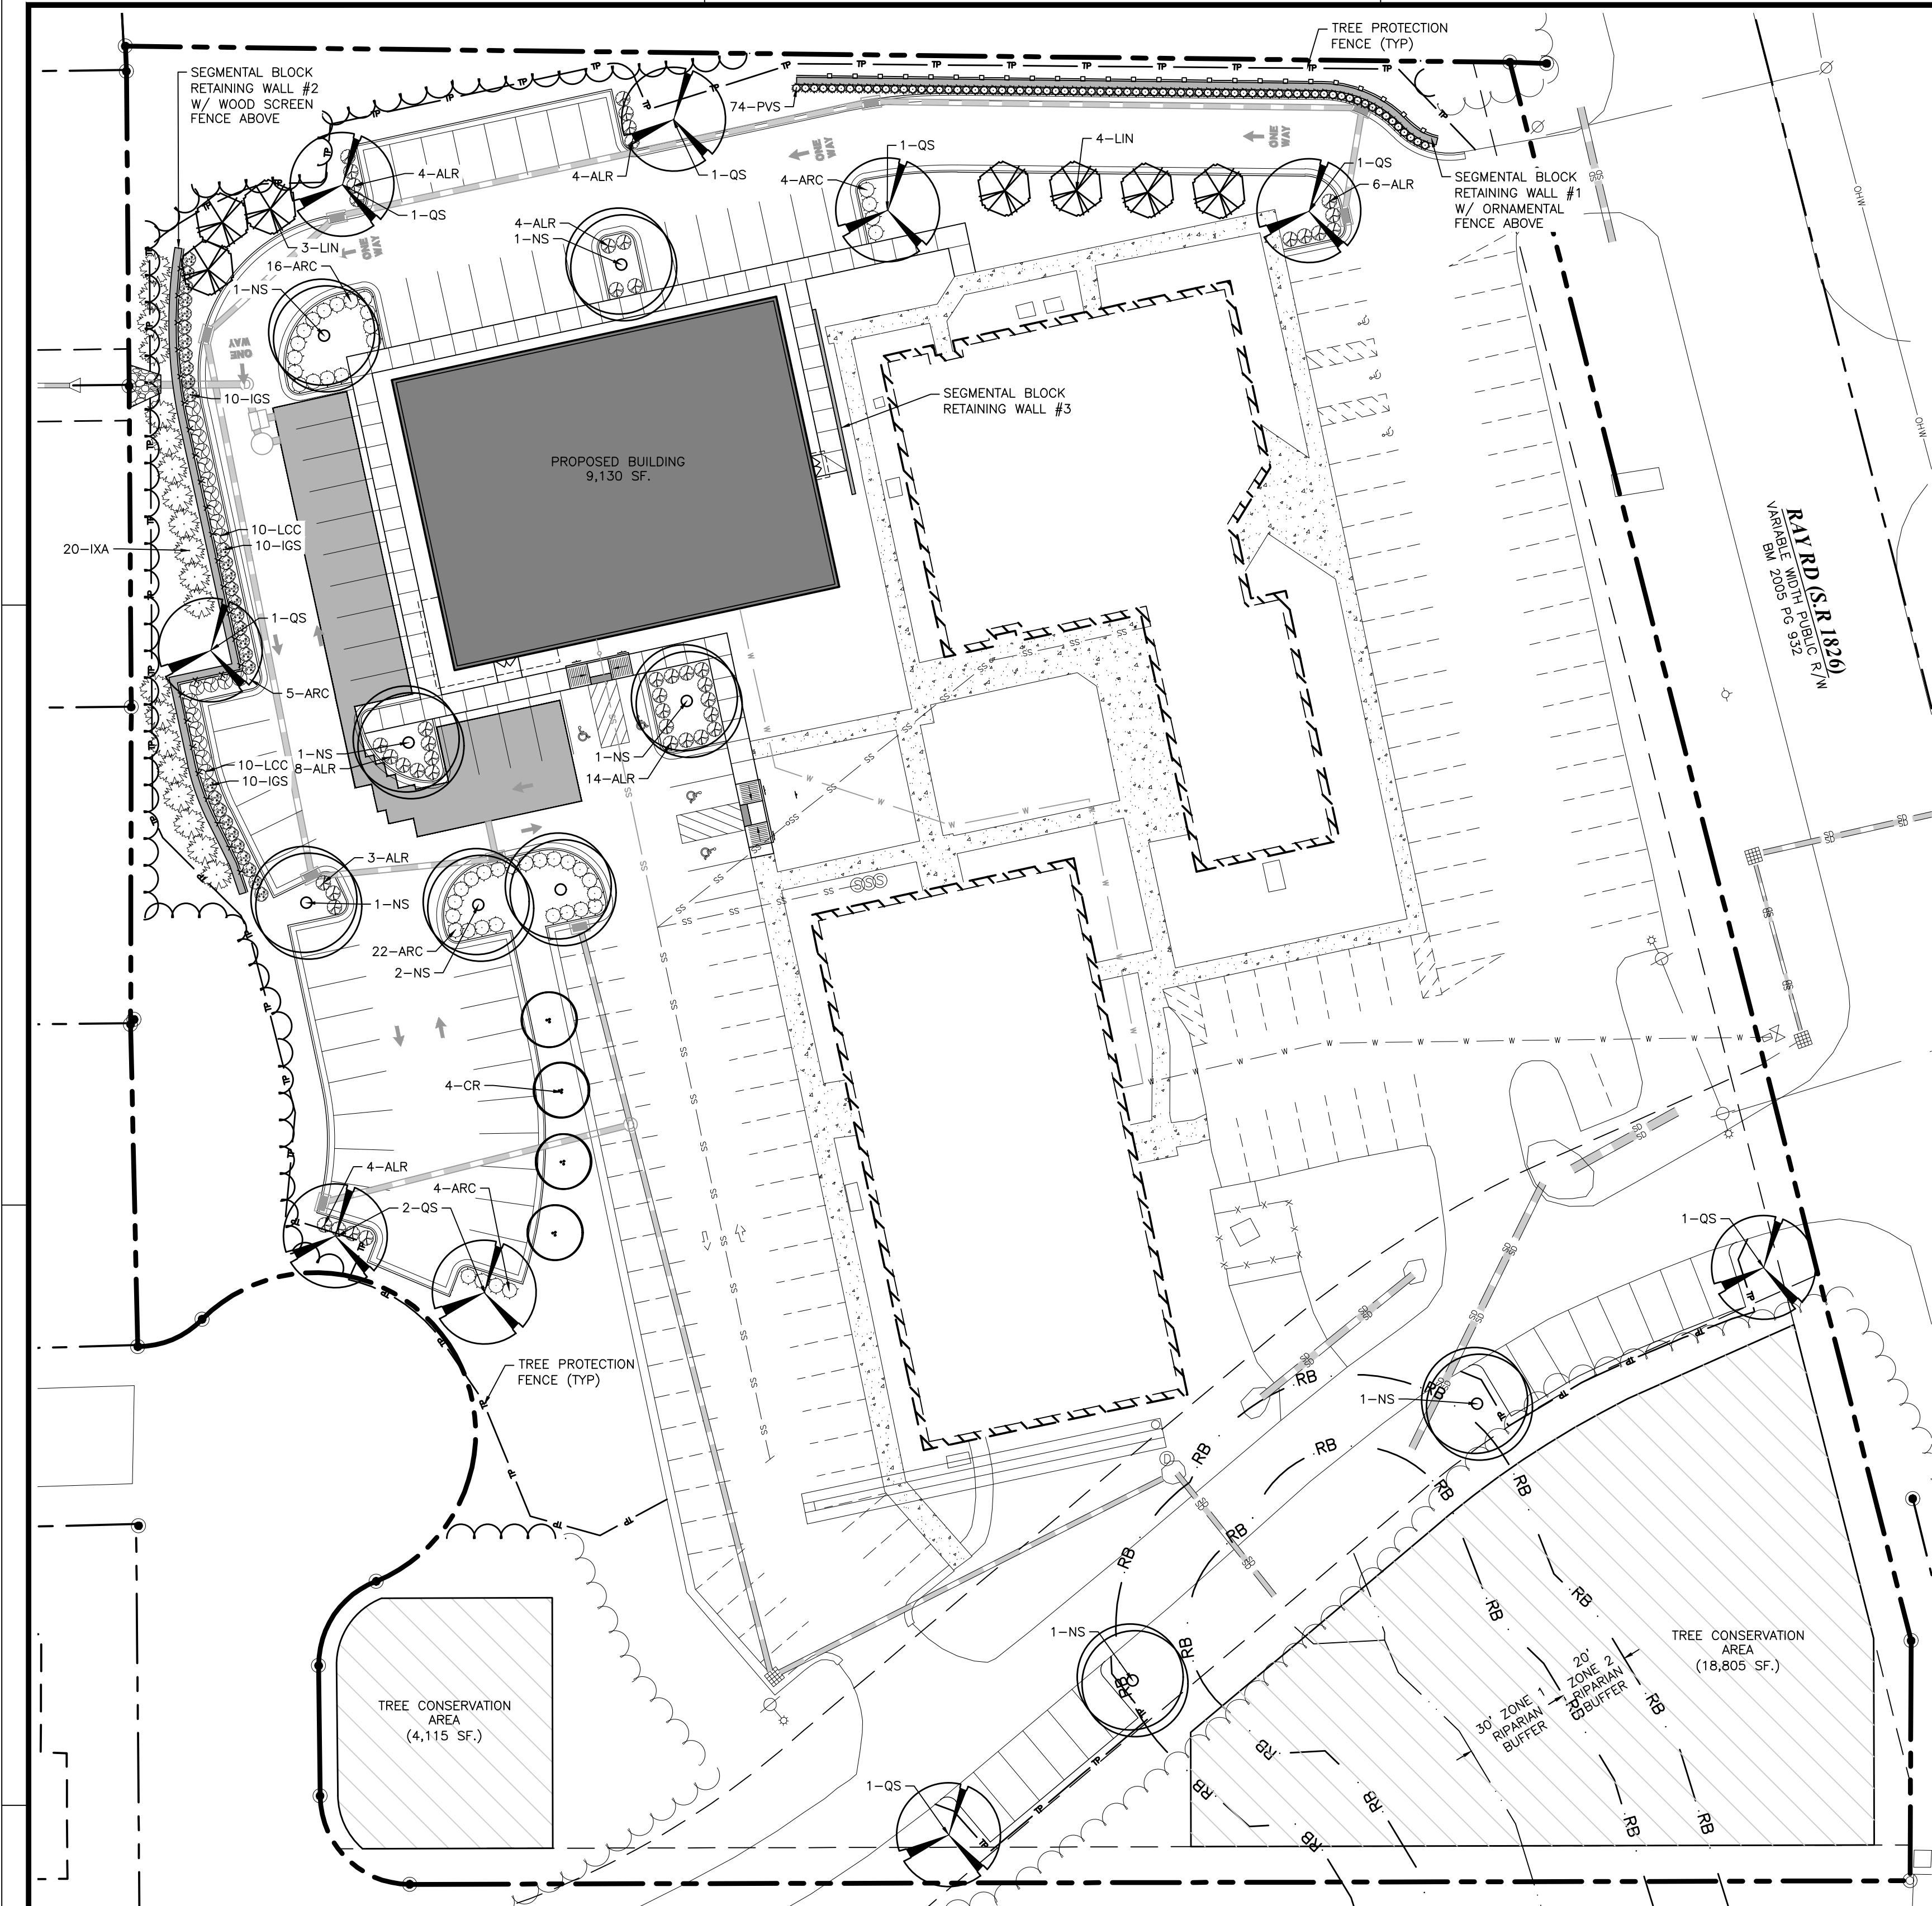 TREE PROTECTION
FENCE (TYP)
SEGMENTAL BLOCK
RETAINING WALL #2
W/ WOOD SCREEN
FENCE ABOVE
74-PVS
4-ALR
1-QS
4-ALR
1-QS
ONE WAY
ONE WAY
1-QS
4-LIN
4-ARC
1-QS
6-ALR
SEGMENTAL BLOCK
RETAINING WALL #1
W/ ORNAMENTAL
FENCE ABOVE
3-LIN
ONE WAY
4-ALR
1-NS
16-ARC
1-NS
ONE WAY
10-IGS
SEGMENTAL BLOCK
RETAINING WALL #3
PROPOSED BUILDING
9,130 SF.
OHW
OHW
10-LCC
10-IGS
20-IXA
RAY RD (S.R 1826)
VARIABLE WIDTH PUBLIC R/W
BM 2005 PG 932
1-QS
5-ARC
1-NS
8-ALR
1-NS
14-ALR
10-LCC
10-IGS
3-ALR
1-NS
22-ARC
2-NS
4-CR
4-ALR
4-ARC
2-QS
1-QS
TREE PROTECTION
FENCE (TYP)
1-NS
1-NS
TREE CONSERVATION
AREA
(4,115 SF.)
TREE CONSERVATION
AREA
(18,805 SF.)
30' ZONE 1
RIPARIAN
BUFFER
20'
ZONE 2
RIPARIAN
BUFFER
1-QS
TP
SS
W
SD
RB